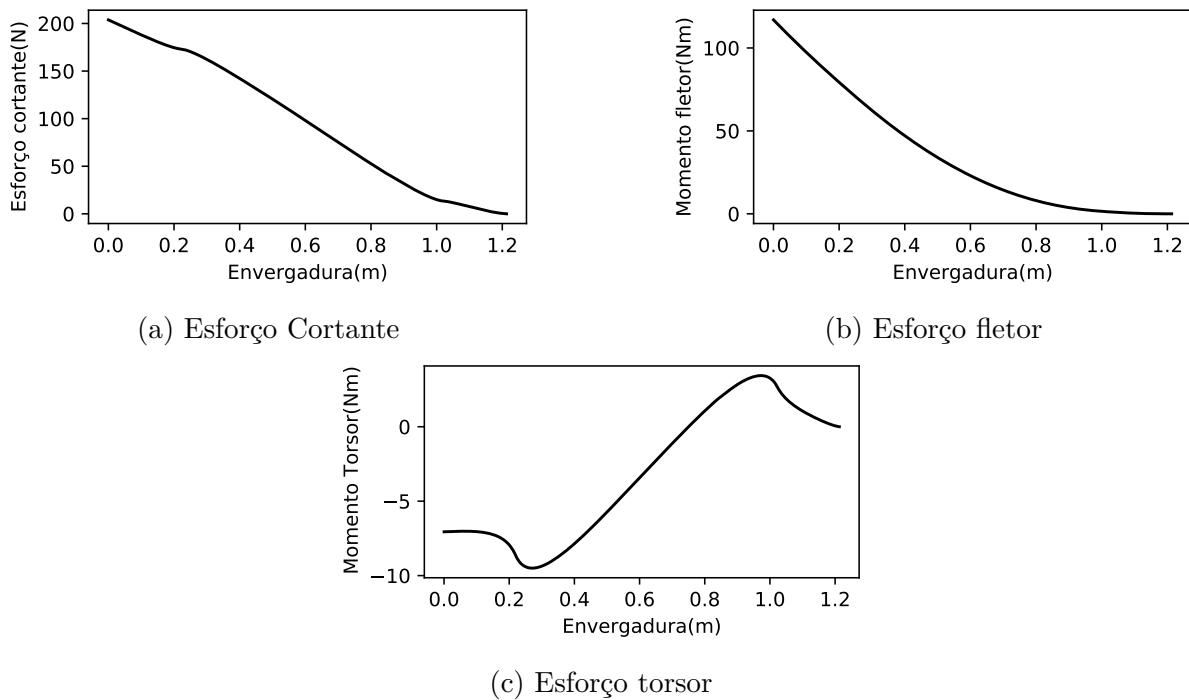 Esforço cortante(N)
200
150
100
50
0
0.0 0.2 0.4 0.6 0.8 1.0 1.2
Envergadura(m)
(a) Esforço Cortante
Momento fletor(Nm)
100
50
0
0.0 0.2 0.4 0.6 0.8 1.0 1.2
Envergadura(m)
(b) Esforço fletor
Momento Torsor(Nm)
0
−5
−10
0.0 0.2 0.4 0.6 0.8 1.0 1.2
Envergadura(m)
(c) Esforço torsor